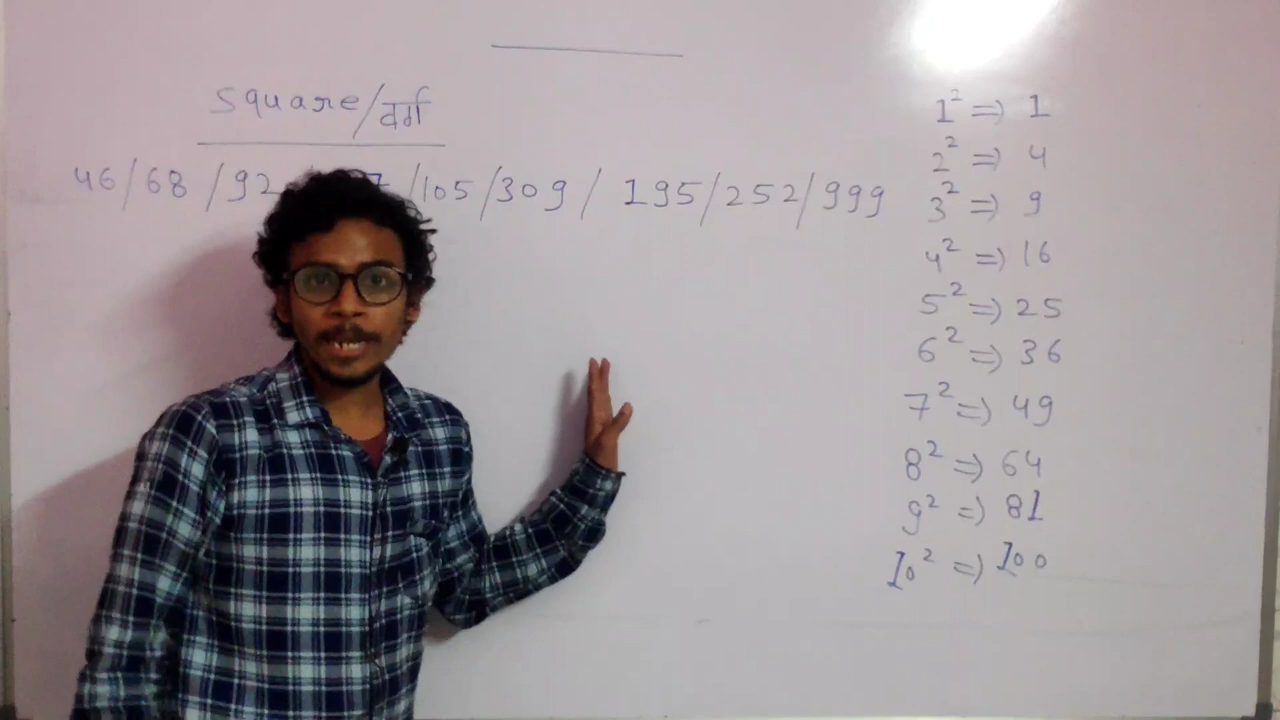 Square/वर्ग
46/68/92/ 7/105/309/ 195/252/999
1² => 1
2² => 4
3² => 9
4² => 16
5² => 25
6² => 36
7² => 49
8² => 64
9² => 81
10² => 100